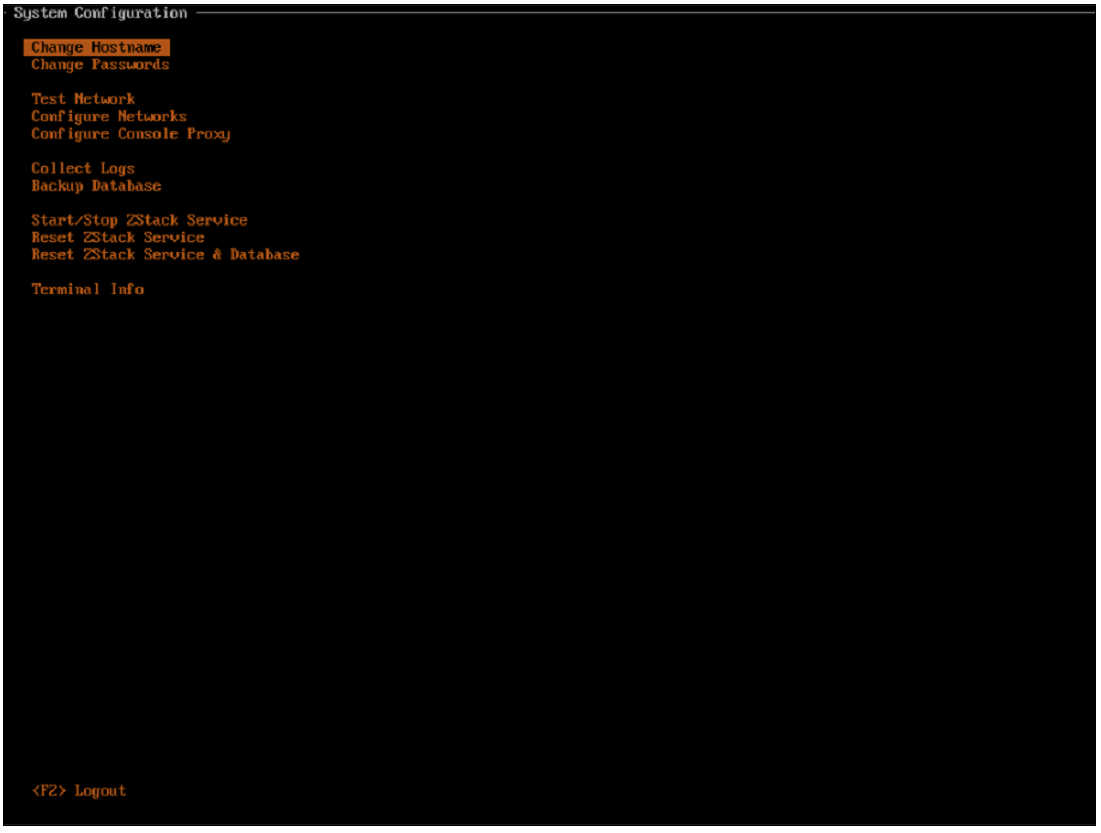 System Configuration
Change Hostname
Change Passwords
Test Network
Configure Networks
Configure Console Proxy
Collect Logs
Backup Database
Start/Stop ZStack Service
Reset ZStack Service
Reset ZStack Service & Database
Terminal Info
<F2> Logout